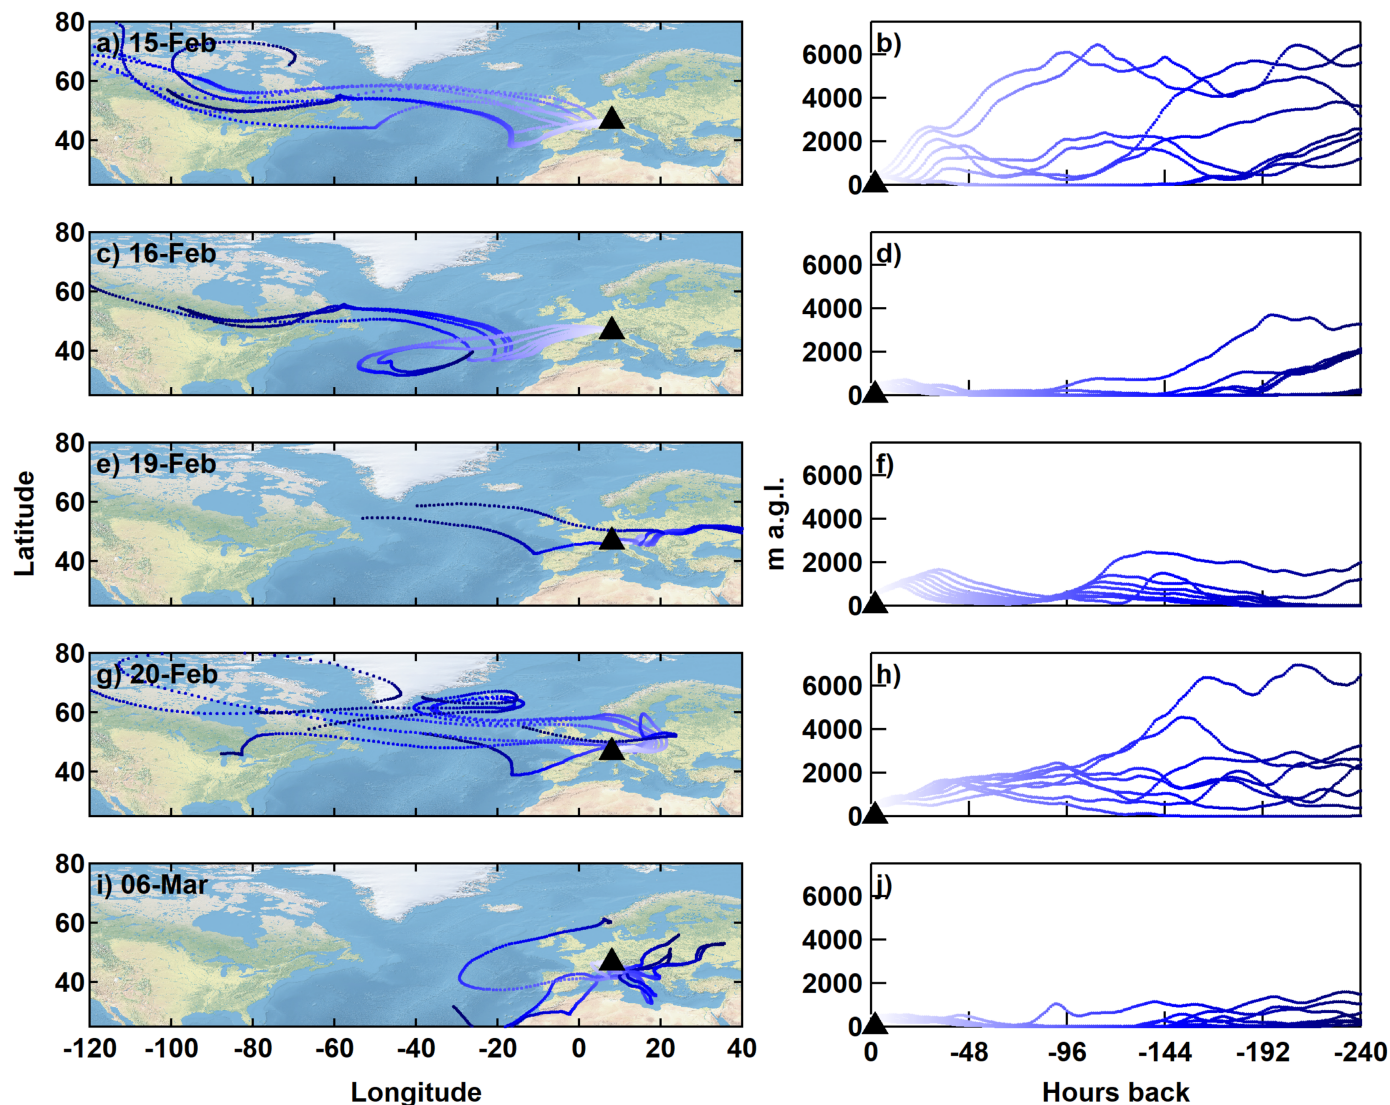 80
60
40
a) 15-Feb
6000
4000
2000
0
b)
80
60
40
c) 16-Feb
6000
4000
2000
0
d)
80
60
40
e) 19-Feb
6000
4000
2000
0
f)
80
60
40
g) 20-Feb
6000
4000
2000
0
h)
80
60
40
i) 06-Mar
6000
4000
2000
0
j)
Latitude
m a.g.l.
-120 -100 -80 -60 -40 -20 0 20 40
0 -48 -96 -144 -192 -240
Longitude
Hours back